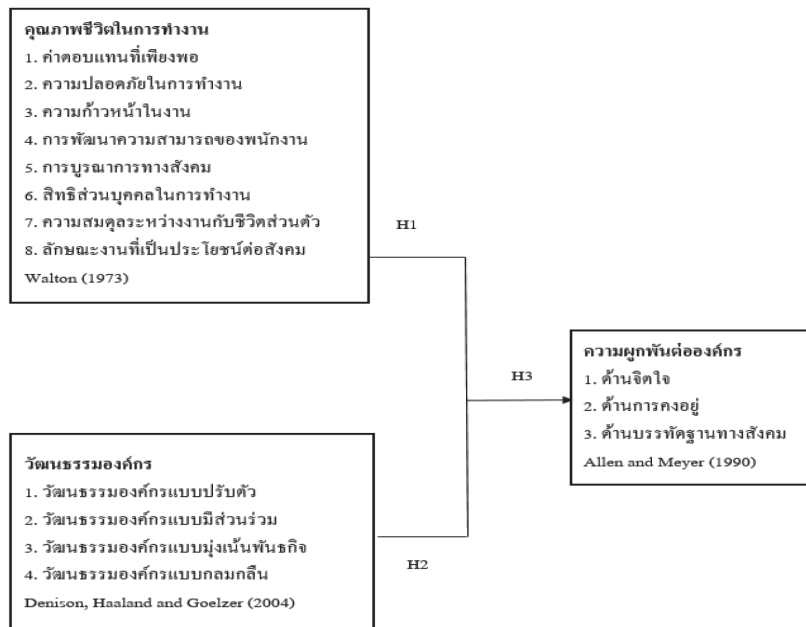 คุณภาพชีวิตในการทำงาน
1. ค่าตอบแทนที่เพียงพอ
2. ความปลอดภัยในการทำงาน
3. ความก้าวหน้าในงาน
4. การพัฒนาความสามารถของพนักงาน
5. การบูรณาการทางสังคม
6. สิทธิส่วนบุคคลในการทำงาน
7. ความสมดุลระหว่างงานกับชีวิตส่วนตัว
8. ลักษณะงานที่เป็นประโยชน์ต่อสังคม
Walton (1973)
H1
H3
ความผูกพันต่อองค์กร
1. ด้านจิตใจ
2. ด้านการคงอยู่
3. ด้านบรรทัดฐานทางสังคม
Allen and Meyer (1990)
วัฒนธรรมองค์กร
1. วัฒนธรรมองค์กรแบบปรับตัว
2. วัฒนธรรมองค์กรแบบมีส่วนร่วม
3. วัฒนธรรมองค์กรแบบมุ่งเน้นพันธกิจ
4. วัฒนธรรมองค์กรแบบกลมกลืน
Denison, Haaland and Goelzer (2004)
H2